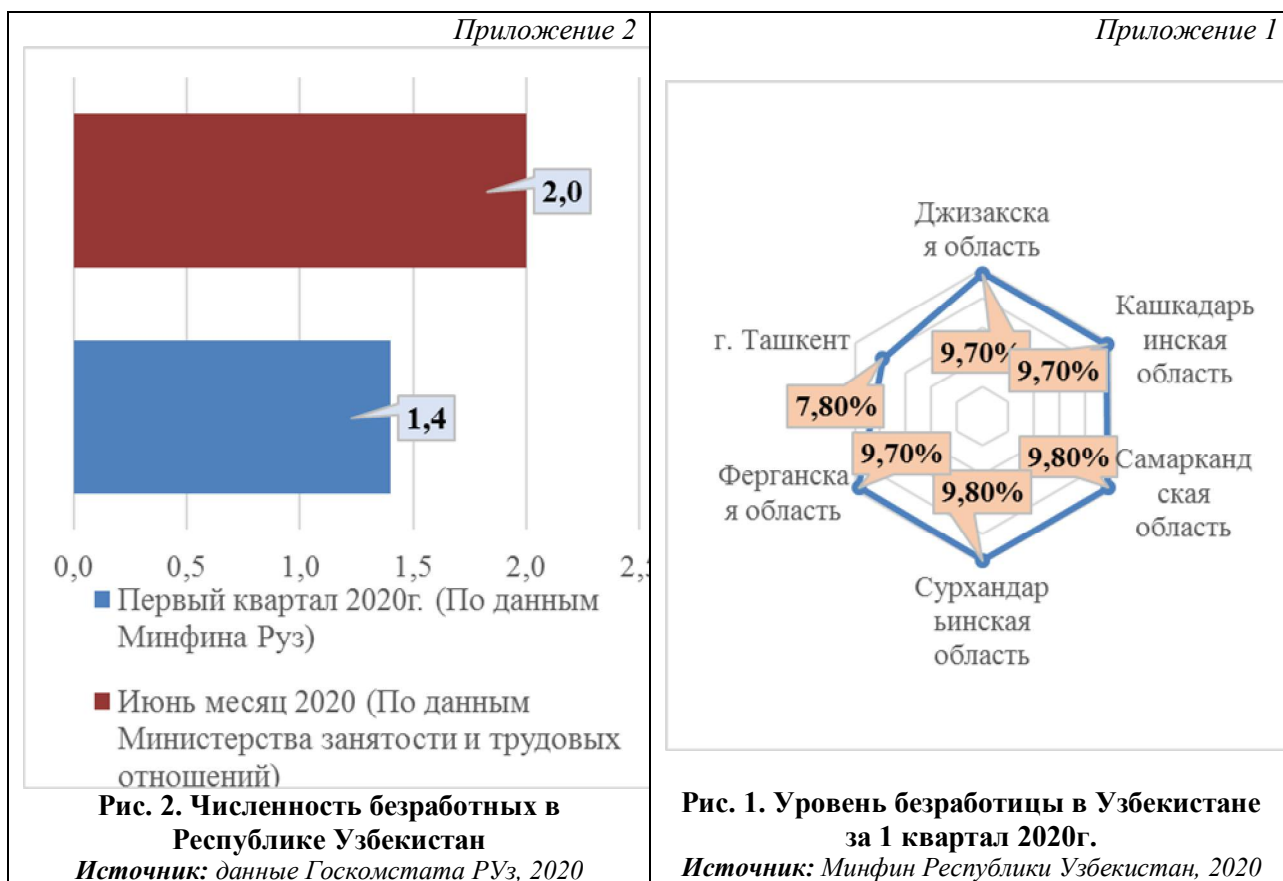 Приложение 2
2,0
1,4
0,0 0,5 1,0 1,5 2,0 2,
Первый квартал 2020г. (По данным
Минфина Руз)
Июнь месяц 2020 (По данным
Министерства занятости и трудовых
отношений)
Рис. 2. Численность безработных в
Республике Узбекистан
Источник: данные Госкомстата РУз, 2020
Приложение 1
Джизакска
я область
Кашкадарь
инская
область
г. Ташкент
9,70%
9,70%
7,80%
9,70%
9,80%
9,80%
Самарканд
ская
область
Ферганска
я область
Сурхандар
ьинская
область
Рис. 1. Уровень безработицы в Узбекистане
за 1 квартал 2020г.
Источник: Минфин Республики Узбекистан, 2020